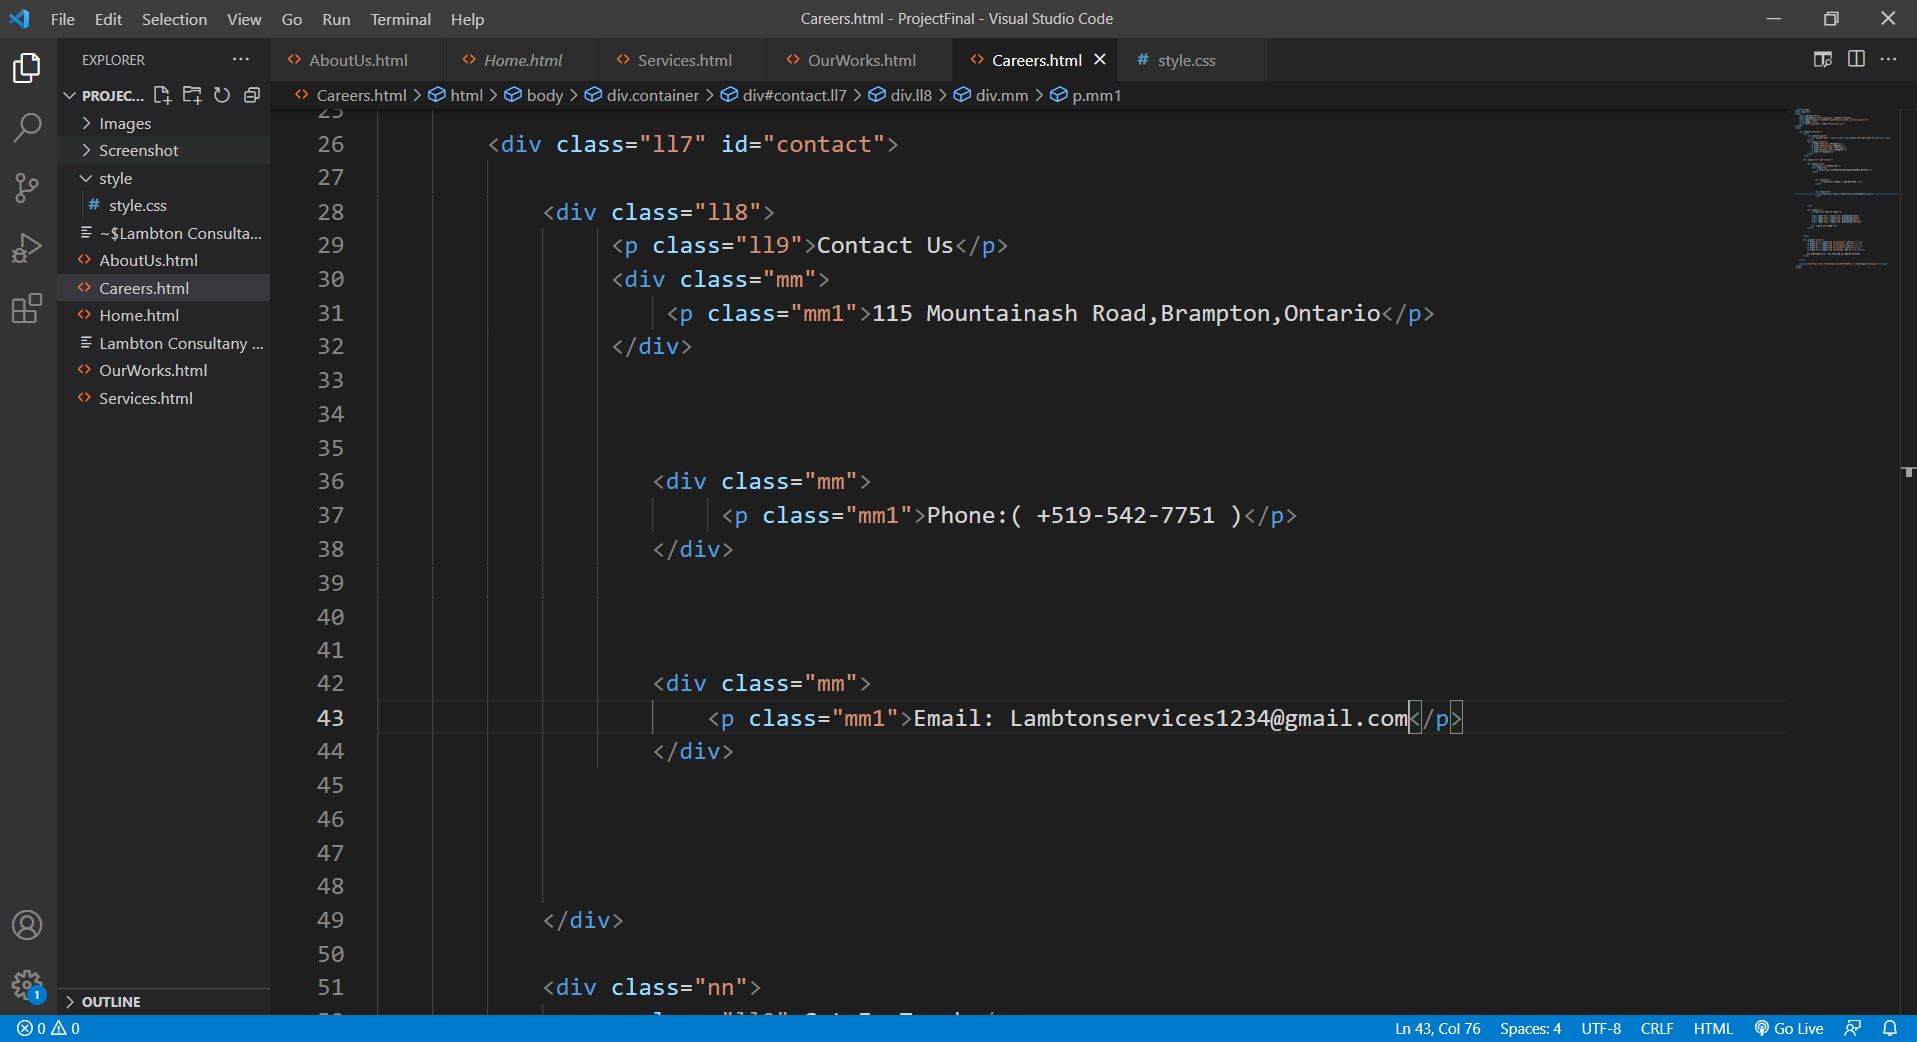 File Edit Selection View Go Run Terminal Help
Careers.html - ProjectFinal - Visual Studio Code
EXPLORER
AboutUs.html Home.html Services.html OurWorks.html Careers.html # style.css
PROJEC...
Careers.html > html > body > div.container > div#contact.ll7 > div.ll8 > div.mm > p.mm1
Images
Screenshot
style
# style.css
~$Lambton Consulta...
AboutUs.html
Careers.html
Home.html
Lambton Consultany ...
OurWorks.html
Services.html
OUTLINE
25
26 <div class="ll7" id="contact">
27
28 <div class="ll8">
29 <p class="ll9">Contact Us</p>
30 <div class="mm">
31 <p class="mm1">115 Mountainash Road,Brampton,Ontario</p>
32 </div>
33
34
35
36 <div class="mm">
37 <p class="mm1">Phone:( +519-542-7751 )</p>
38 </div>
39
40
41
42 <div class="mm">
43 <p class="mm1">Email: Lambtonservices1234@gmail.com</p>
44 </div>
45
46
47
48
49 </div>
50
51 <div class="nn">
1
0 0 Ln 43, Col 76 Spaces: 4 UTF-8 CRLF HTML Go Live